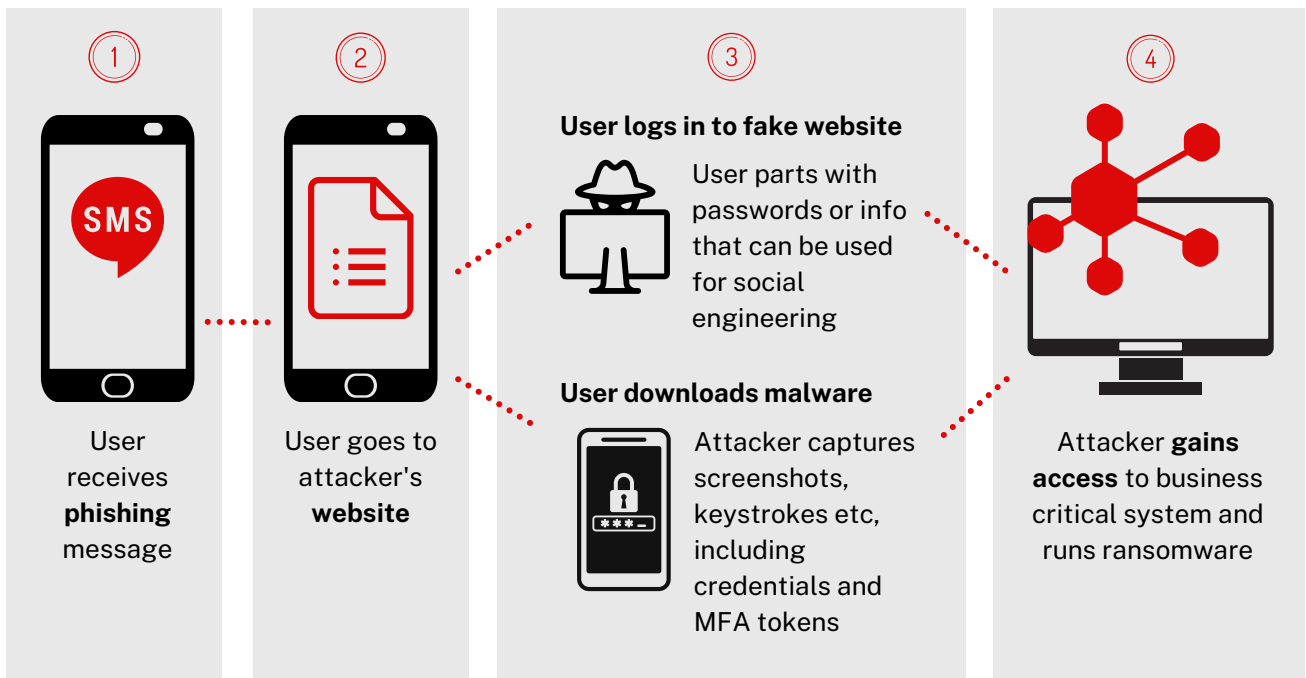 1
SMS
User
receives
phishing
message
2
User goes to
attacker's
website
3
User logs in to fake website
User parts with
passwords or info
that can be used
for social
engineering
User downloads malware
***_
Attacker captures
screenshots,
keystrokes etc,
including
credentials and
MFA tokens
4
Attacker gains
access to business
critical system and
runs ransomware